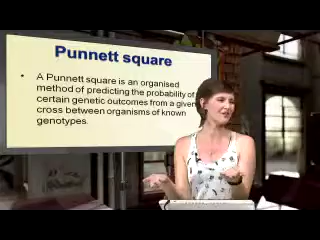 Punnett square
• A Punnett square is an organised
method of predicting the probability of
certain genetic outcomes from a given
cross between organisms of known
genotypes.